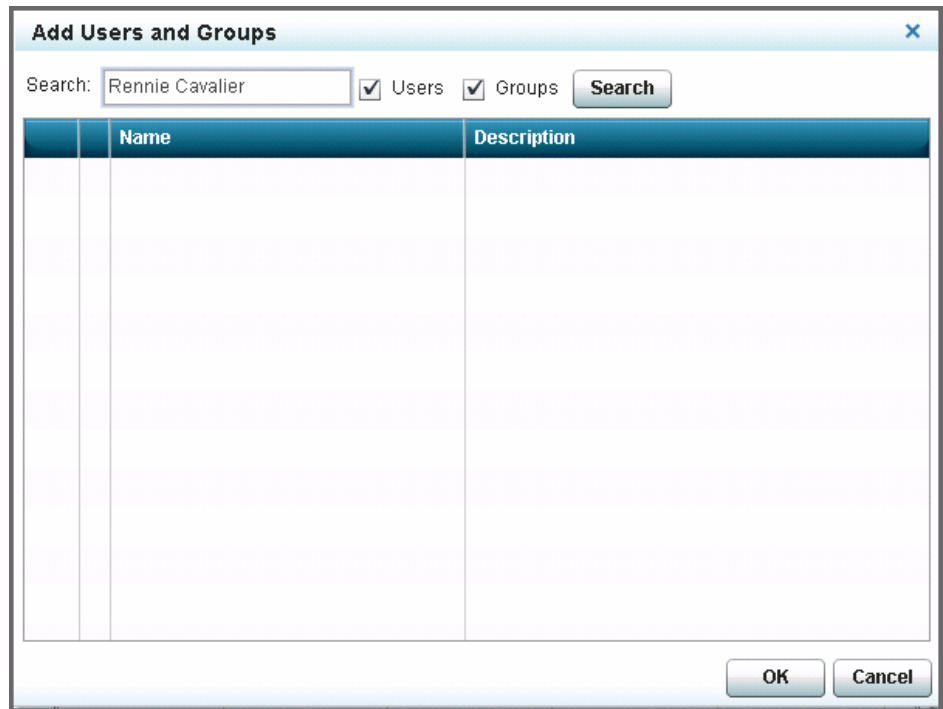 Add Users and Groups
Search: Rennie Cavalier Users Groups Search
Name Description
OK Cancel